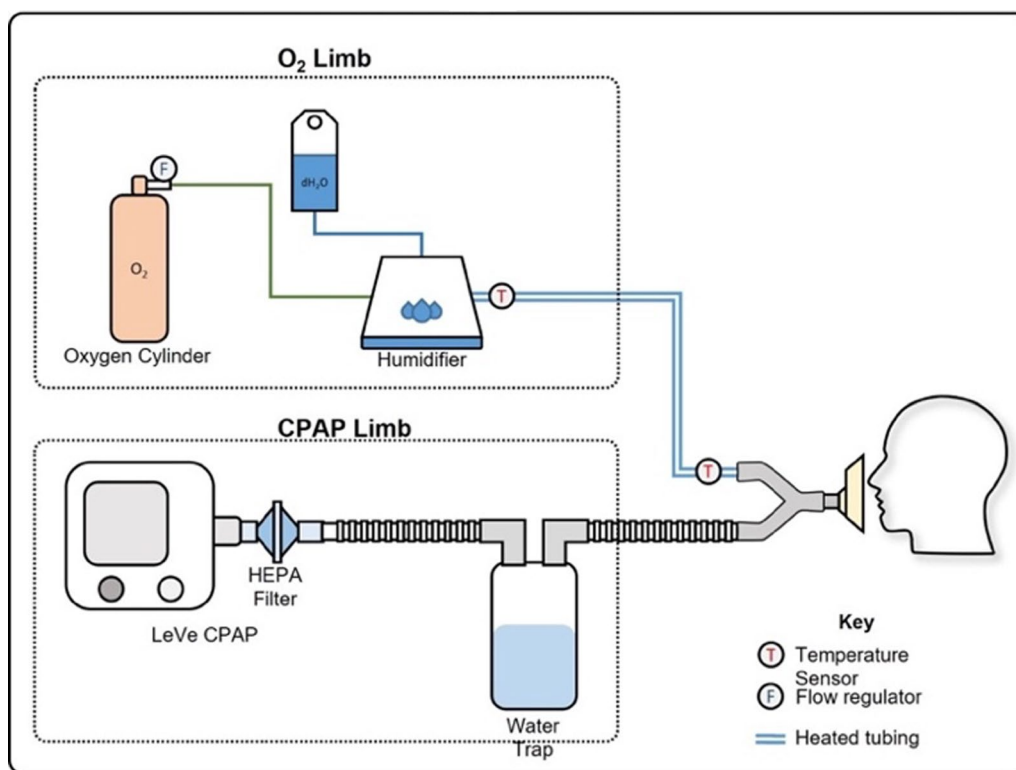 O₂ Limb
F
dH₂O
O₂
T
Oxygen Cylinder
Humidifier
CPAP Limb
T
HEPA
Filter
LeVe CPAP
Water
Trap
Key
T Temperature
Sensor
F Flow regulator
Heated tubing